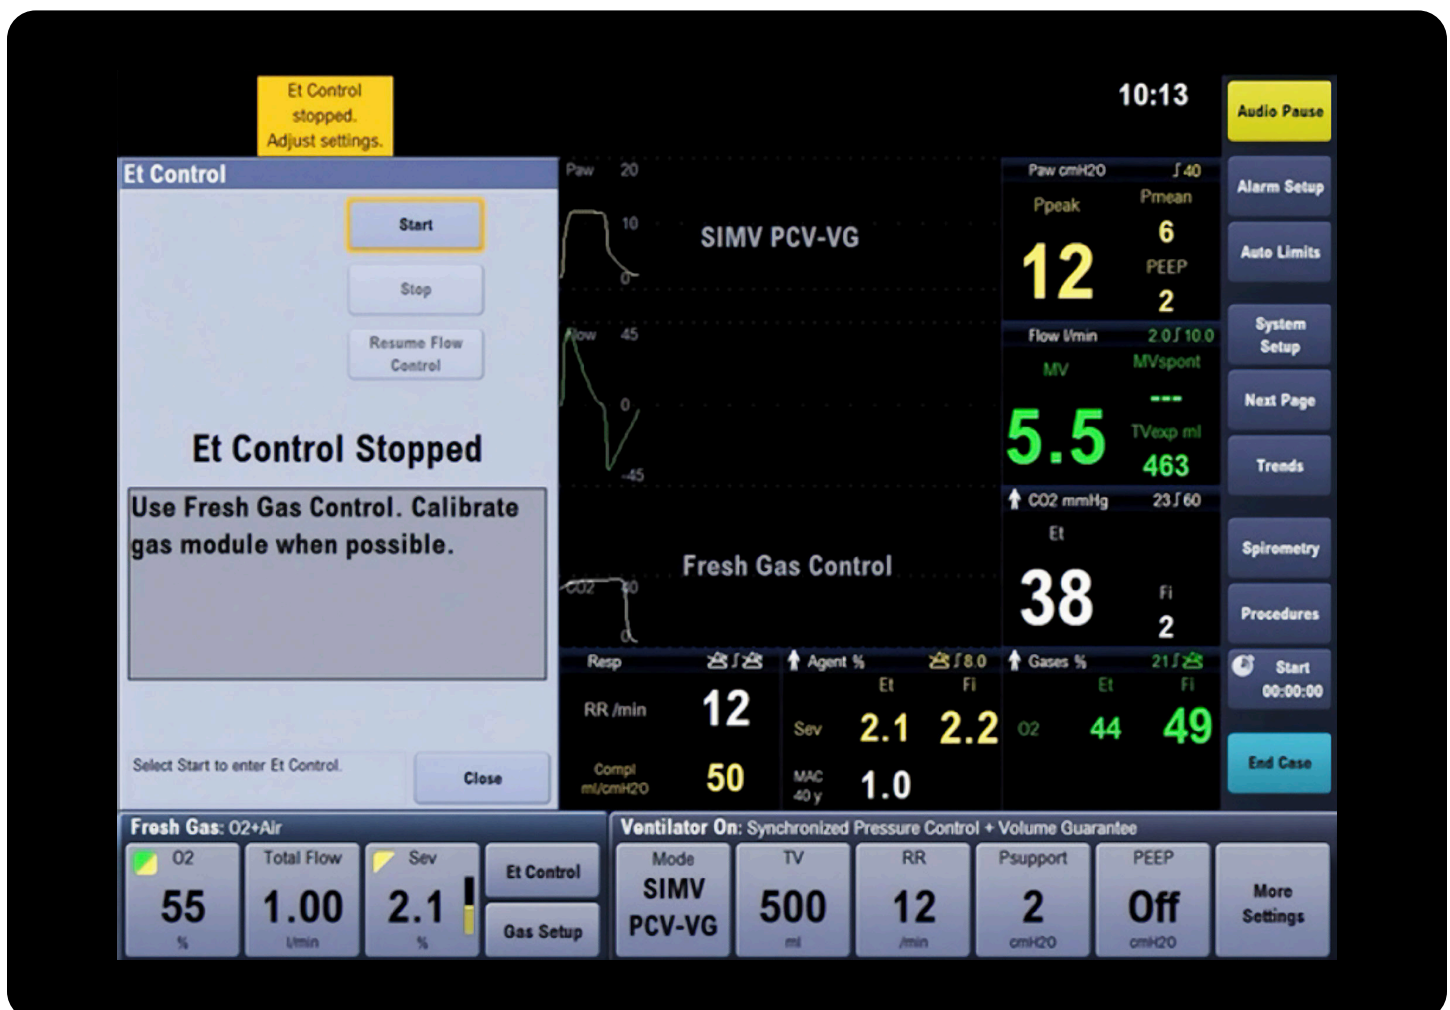 Et Control
stopped.
Adjust settings.
10:13
Audio Pause
Et Control
Start
Stop
Resume Flow
Control
Et Control Stopped
Use Fresh Gas Control. Calibrate
gas module when possible.
Select Start to enter Et Control.
Close
Paw 20
10
0
SIMV PCV-VG
Flow 45
0
-45
Fresh Gas Control
CO2 40
0
Paw cmH2O 40
Ppeak Pmean
12 6
PEEP
2
Flow l/min 2.0 10.0
MV MVspont
5.5 ---
TVexp ml
463
CO2 mmHg 23 60
Et
38 Fi
2
Resp
RR /min 12
Compl
ml/cmH2O 50
Agent % 8.0
Et Fi
Sev 2.1 2.2
MAC
40 y 1.0
Gases % 21
Et Fi
O2 44 49
Alarm Setup
Auto Limits
System
Setup
Next Page
Trends
Spirometry
Procedures
Start
00:00:00
End Case
Fresh Gas: O2+Air
O2
55
%
Total Flow
1.00
l/min
Sev
2.1
%
Et Control
Gas Setup
Ventilator On: Synchronized Pressure Control + Volume Guarantee
Mode
SIMV
PCV-VG
TV
500
ml
RR
12
/min
Psupport
2
cmH2O
PEEP
Off
cmH2O
More
Settings